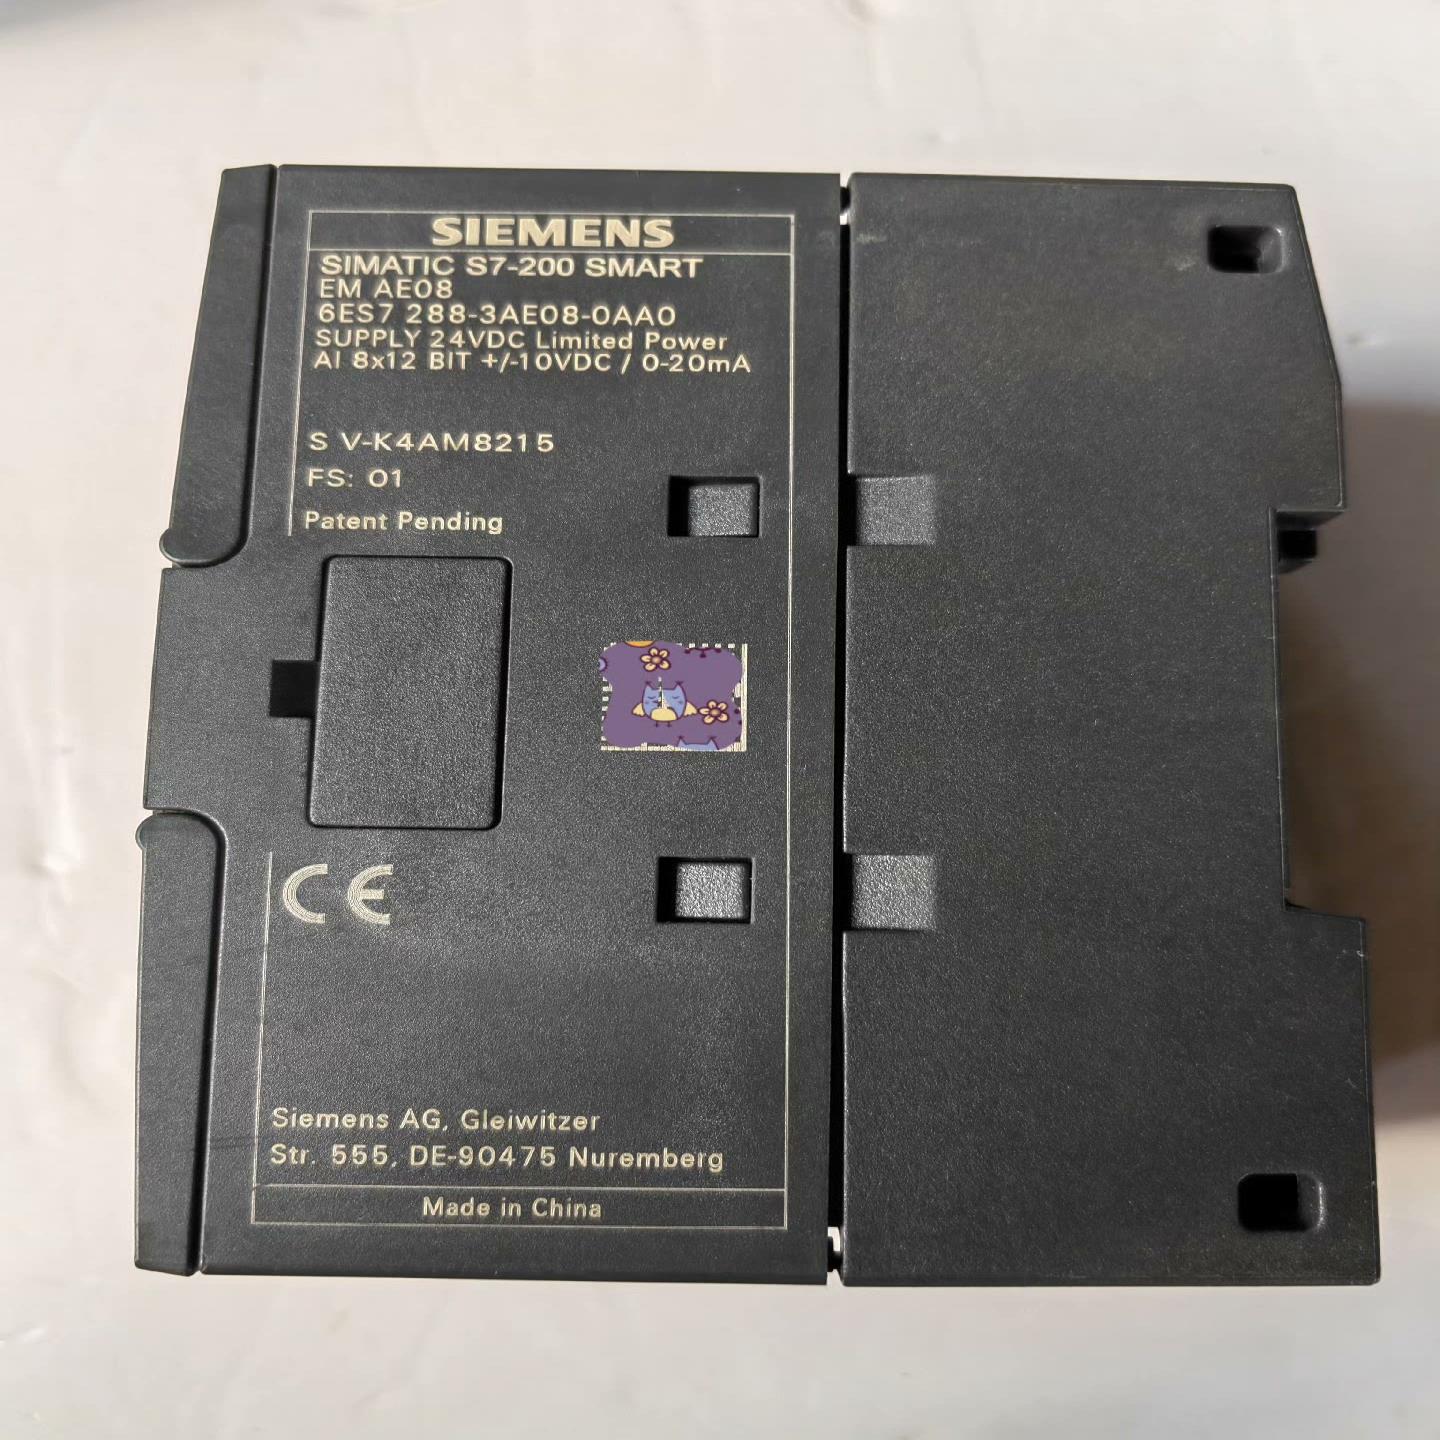 SIEMENS
SIMATIC S7-200 SMART
EM AE08
6ES7 288-3AE08-0AA0
SUPPLY 24VDC Limited Power
AI 8x12 BIT +/-10VDC / 0-20mA
S V-K4AM8215
FS: 01
Patent Pending
CE
Siemens AG, Gleiwitzer
Str. 555, DE-90475 Nuremberg
Made in China